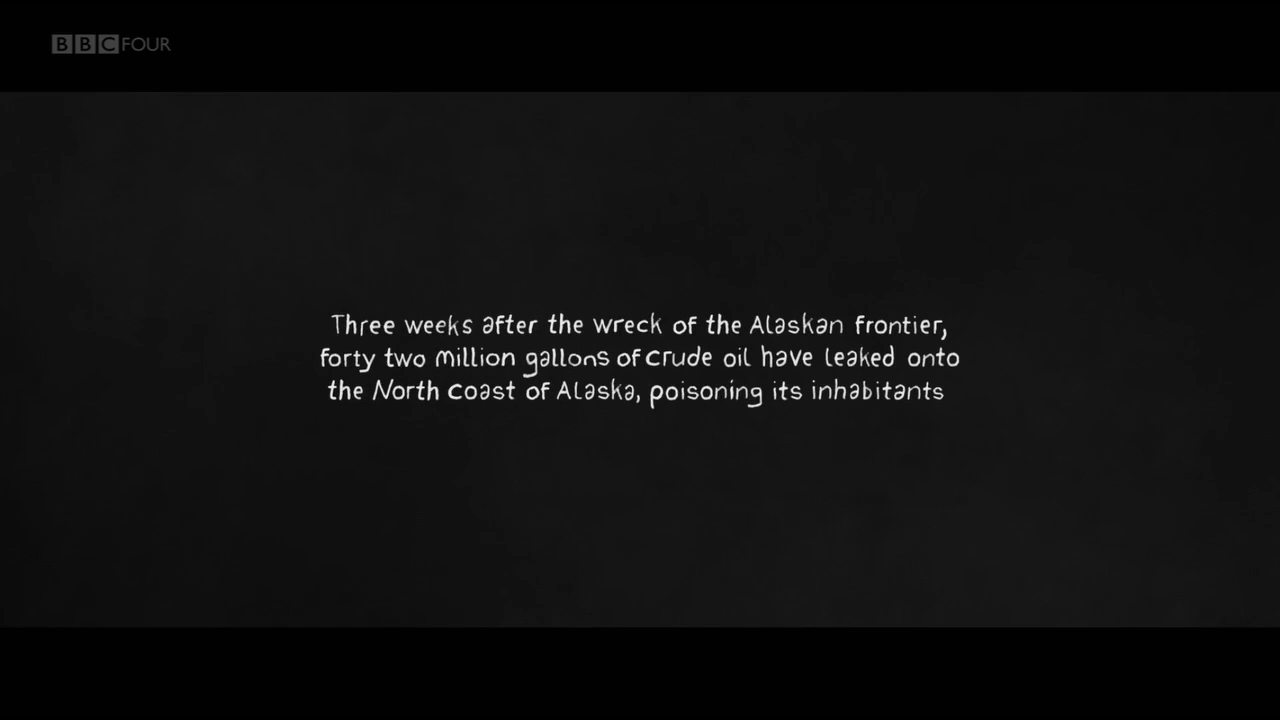 BBC FOUR
Three weeks after the wreck of the Alaskan frontier,
forty two million gallons of crude oil have leaked onto
the North Coast of Alaska, poisoning its inhabitants